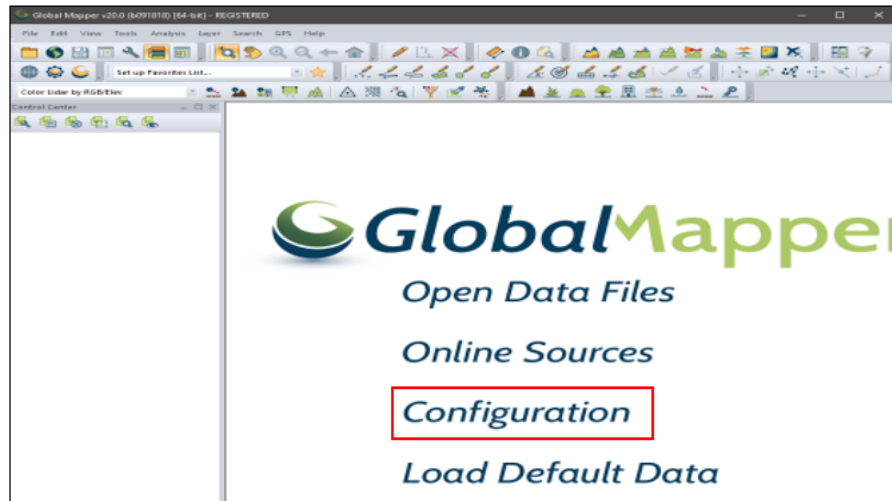 Global Mapper v20.0 (b091818) [64-bit] - REGISTERED
File Edit View Tools Analysis Layer Search GPS Help
Set up Favorites List...
Color Lidar by RGB/Elev
Control Center
GlobalMapper
Open Data Files
Online Sources
Configuration
Load Default Data